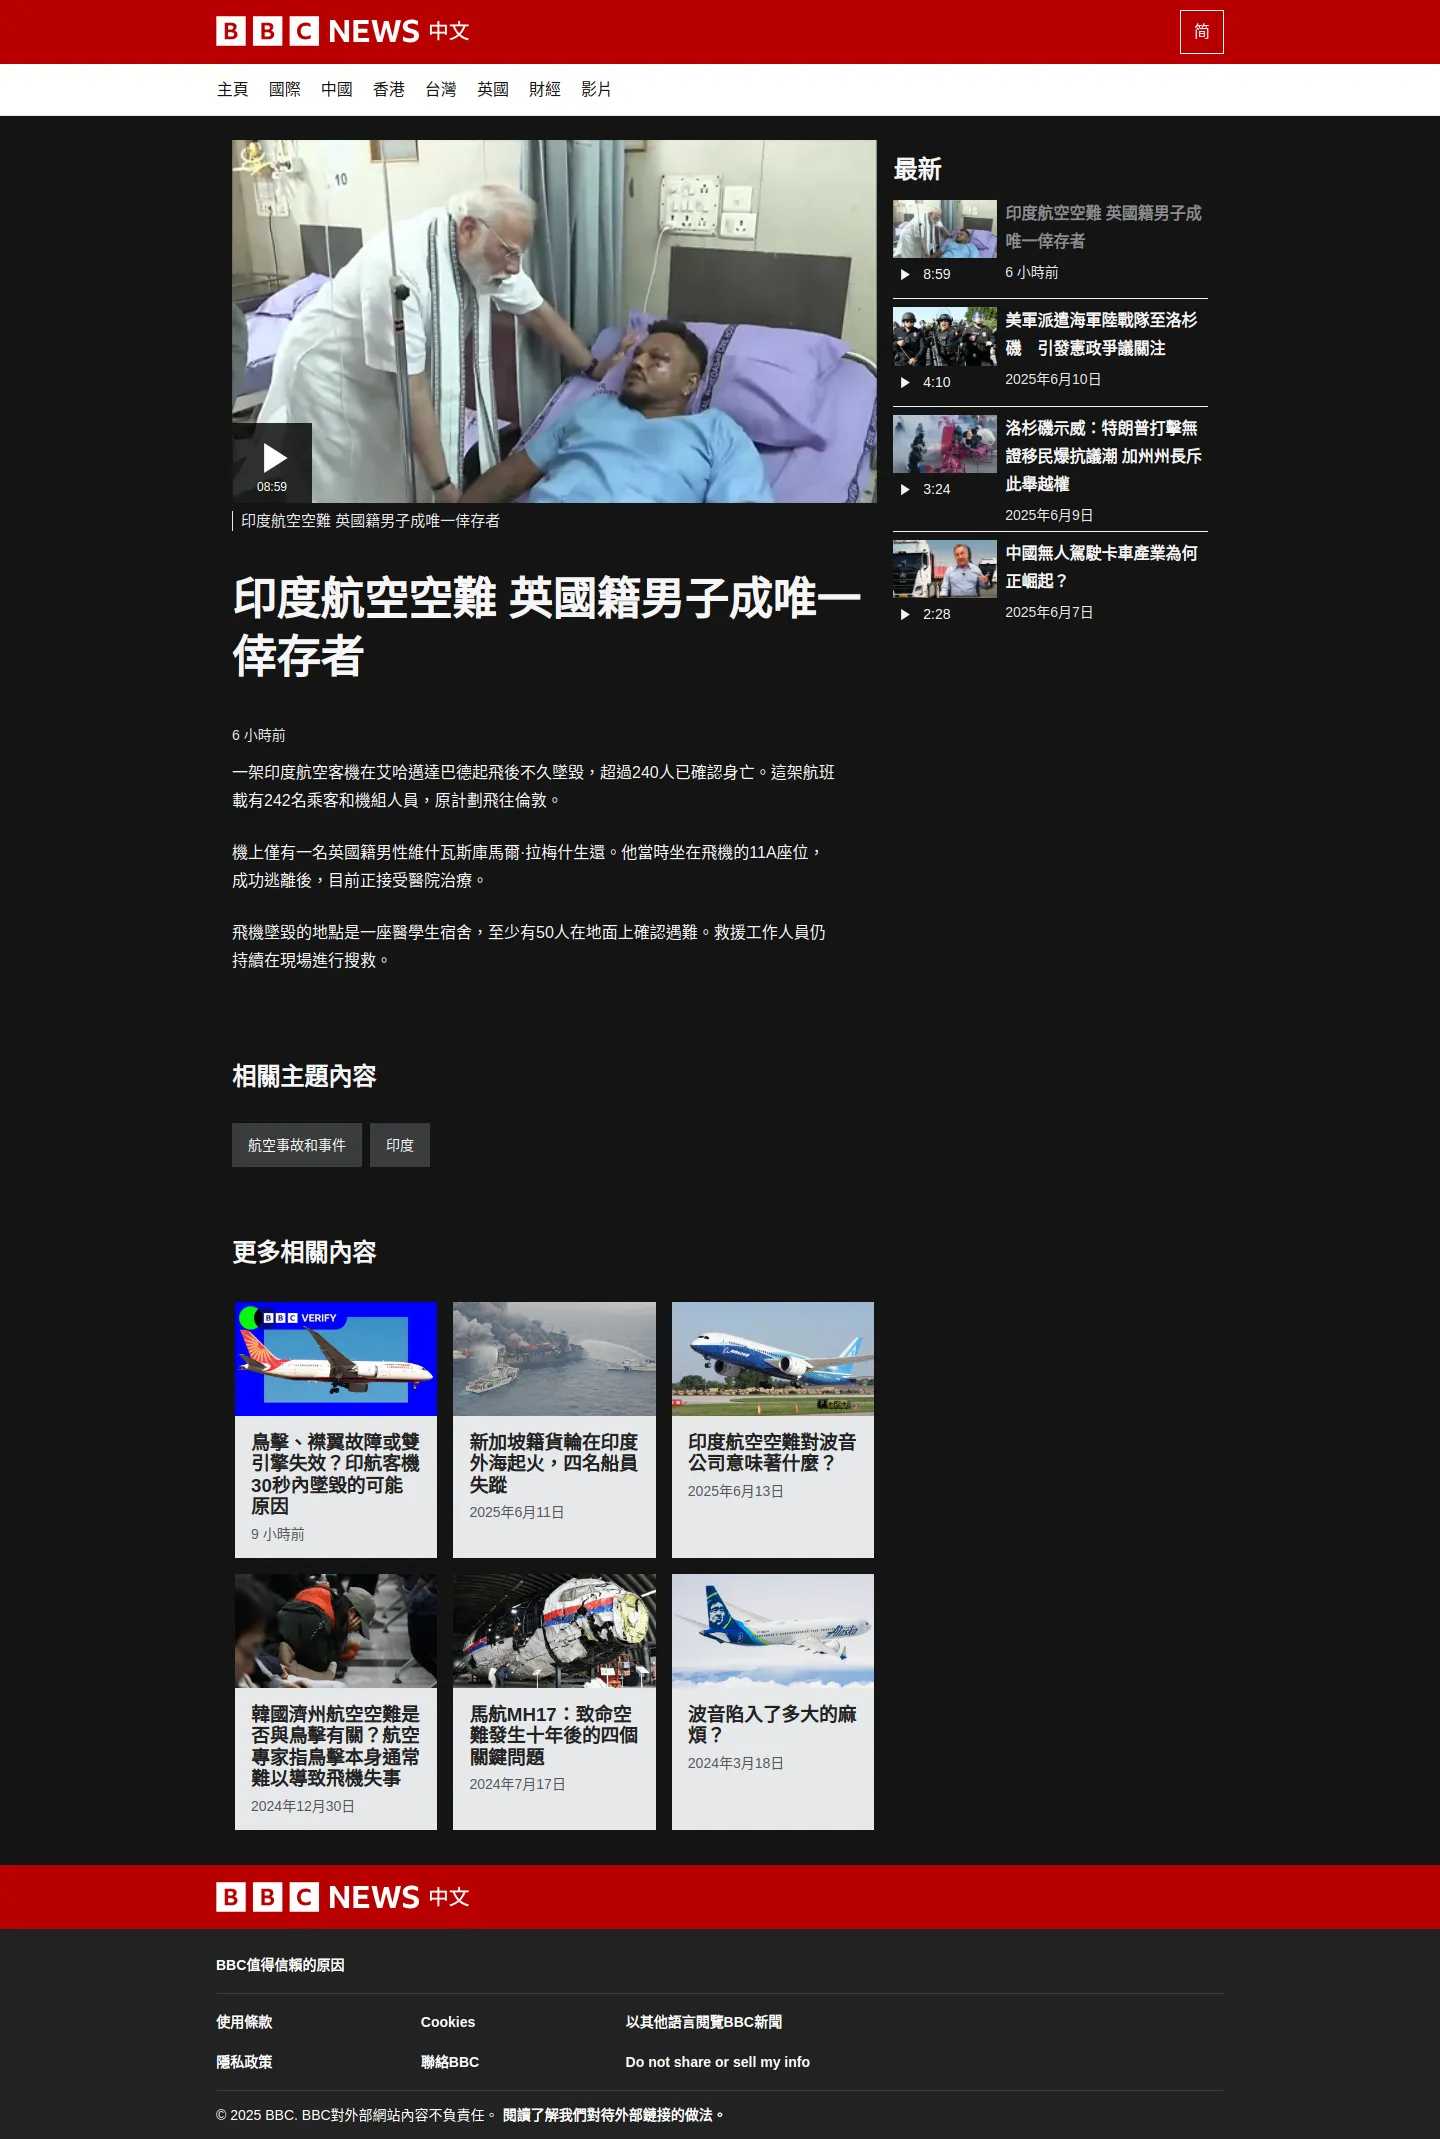 BBC NEWS 中文
简
主頁 國際 中國 香港 台灣 英國 財經 影片
10
08:59
印度航空空難 英國籍男子成唯一倖存者
印度航空空難 英國籍男子成唯一
倖存者
6 小時前
一架印度航空客機在艾哈邁達巴德起飛後不久墜毀，超過240人已確認身亡。這架航班
載有242名乘客和機組人員，原計劃飛往倫敦。
機上僅有一名英國籍男性維什瓦斯庫馬爾·拉梅什生還。他當時坐在飛機的11A座位，
成功逃離後，目前正接受醫院治療。
飛機墜毀的地點是一座醫學生宿舍，至少有50人在地面上確認遇難。救援工作人員仍
持續在現場進行搜救。
最新
印度航空空難 英國籍男子成
唯一倖存者
8:59
6 小時前
美軍派遣海軍陸戰隊至洛杉
磯　引發憲政爭議關注
4:10
2025年6月10日
洛杉磯示威：特朗普打擊無
證移民爆抗議潮 加州州長斥
此舉越權
3:24
2025年6月9日
中國無人駕駛卡車產業為何
正崛起？
2:28
2025年6月7日
相關主題內容
航空事故和事件
印度
更多相關內容
BBC VERIFY
鳥擊、襟翼故障或雙
引擎失效？印航客機
30秒內墜毀的可能
原因
9 小時前
新加坡籍貨輪在印度
外海起火，四名船員
失蹤
2025年6月11日
BOEING
印度航空空難對波音
公司意味著什麼？
2025年6月13日
韓國濟州航空空難是
否與鳥擊有關？航空
專家指鳥擊本身通常
難以導致飛機失事
2024年12月30日
馬航MH17：致命空
難發生十年後的四個
關鍵問題
2024年7月17日
Alaska
波音陷入了多大的麻
煩？
2024年3月18日
BBC NEWS 中文
BBC值得信賴的原因
使用條款 Cookies 以其他語言閱覽BBC新聞
隱私政策 聯絡BBC Do not share or sell my info
© 2025 BBC. BBC對外部網站內容不負責任。 閱讀了解我們對待外部鏈接的做法。